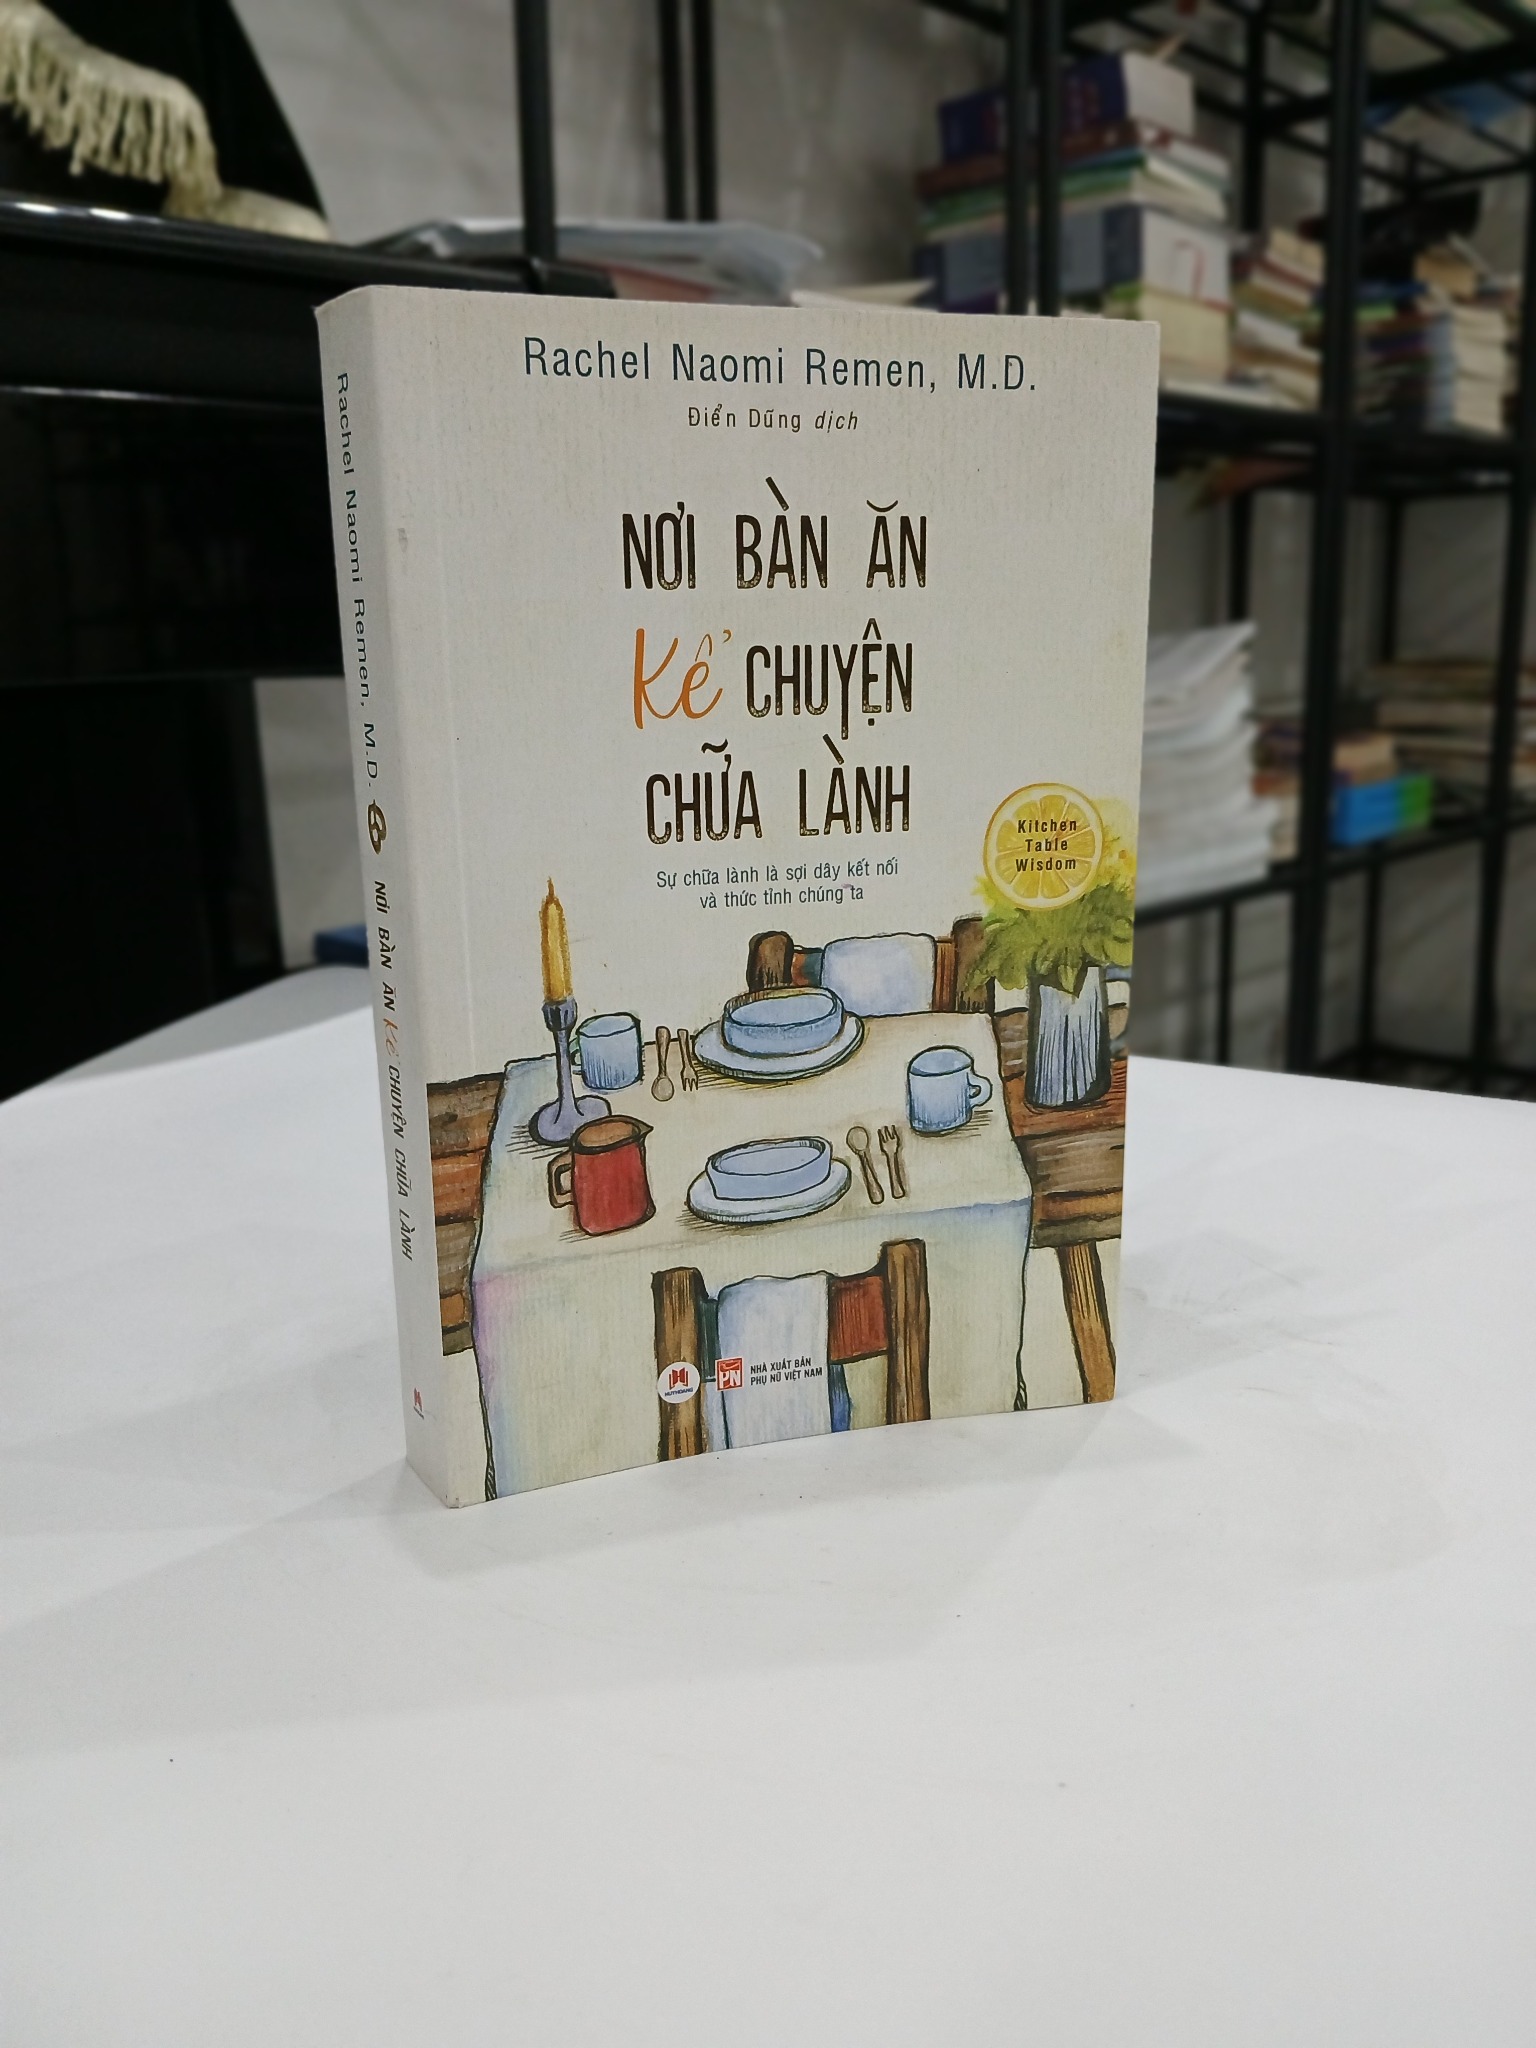 Rachel Naomi Remen, M.D.
Điển Dũng dịch
NƠI BÀN ĂN
Kể CHUYỆN
CHỮA LÀNH
Sự chữa lành là sợi dây kết nối
và thức tỉnh chúng ta
Kitchen
Table
Wisdom
HUYHOANG
PN
NHÀ XUẤT BẢN
PHỤ NỮ VIỆT NAM
Rachel Naomi Remen, M.D. NƠI BÀN ĂN Kể CHUYỆN CHỮA LÀNH